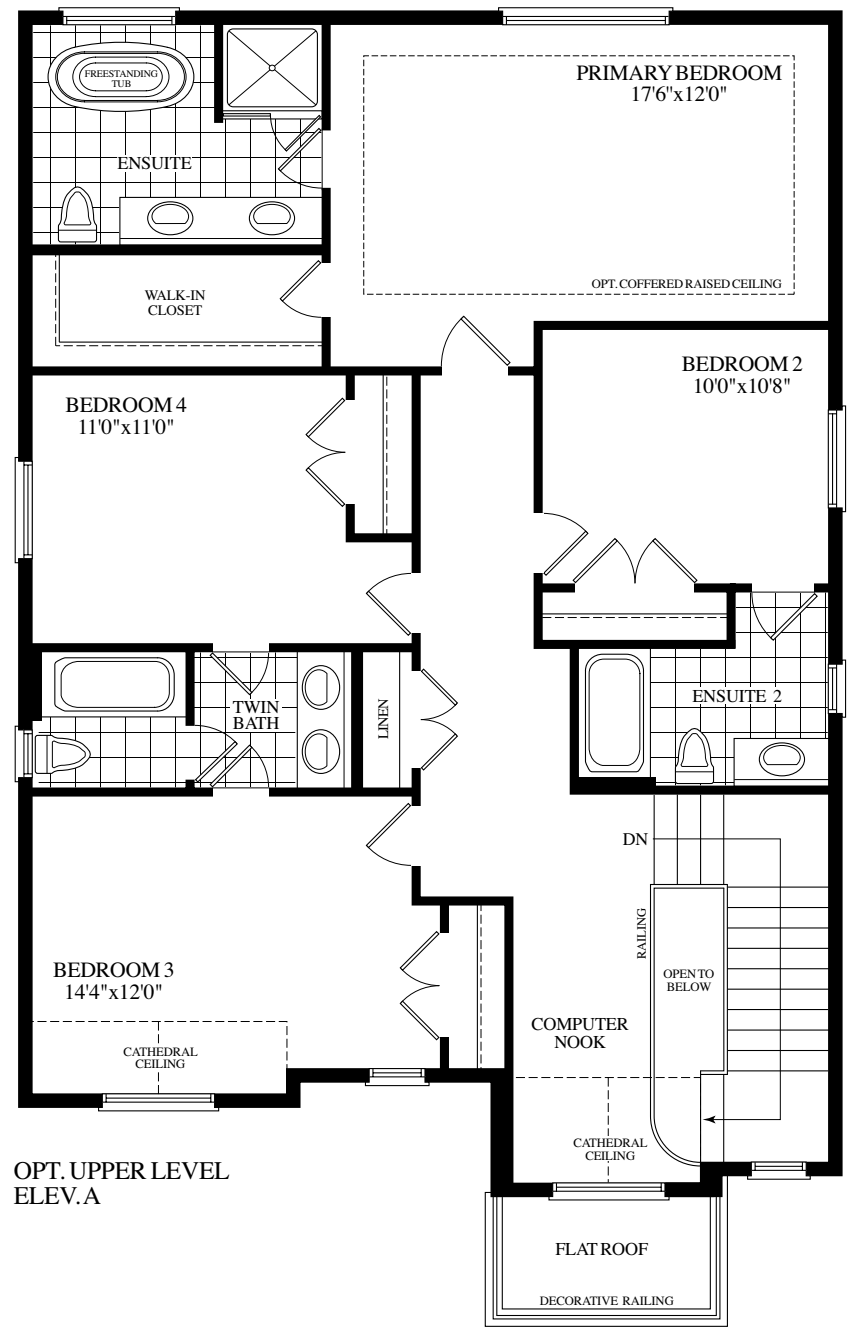 FREESTANDING
TUB
ENSUITE
PRIMARY BEDROOM
17'6"x12'0"
OPT. COFFERED RAISED CEILING
WALK-IN
CLOSET
BEDROOM 2
10'0"x10'8"
BEDROOM 4
11'0"x11'0"
TWIN
BATH
LINEN
ENSUITE 2
DN
RAILING
OPEN TO
BELOW
BEDROOM 3
14'4"x12'0"
CATHEDRAL
CEILING
COMPUTER
NOOK
CATHEDRAL
CEILING
OPT. UPPER LEVEL
ELEV. A
FLAT ROOF
DECORATIVE RAILING